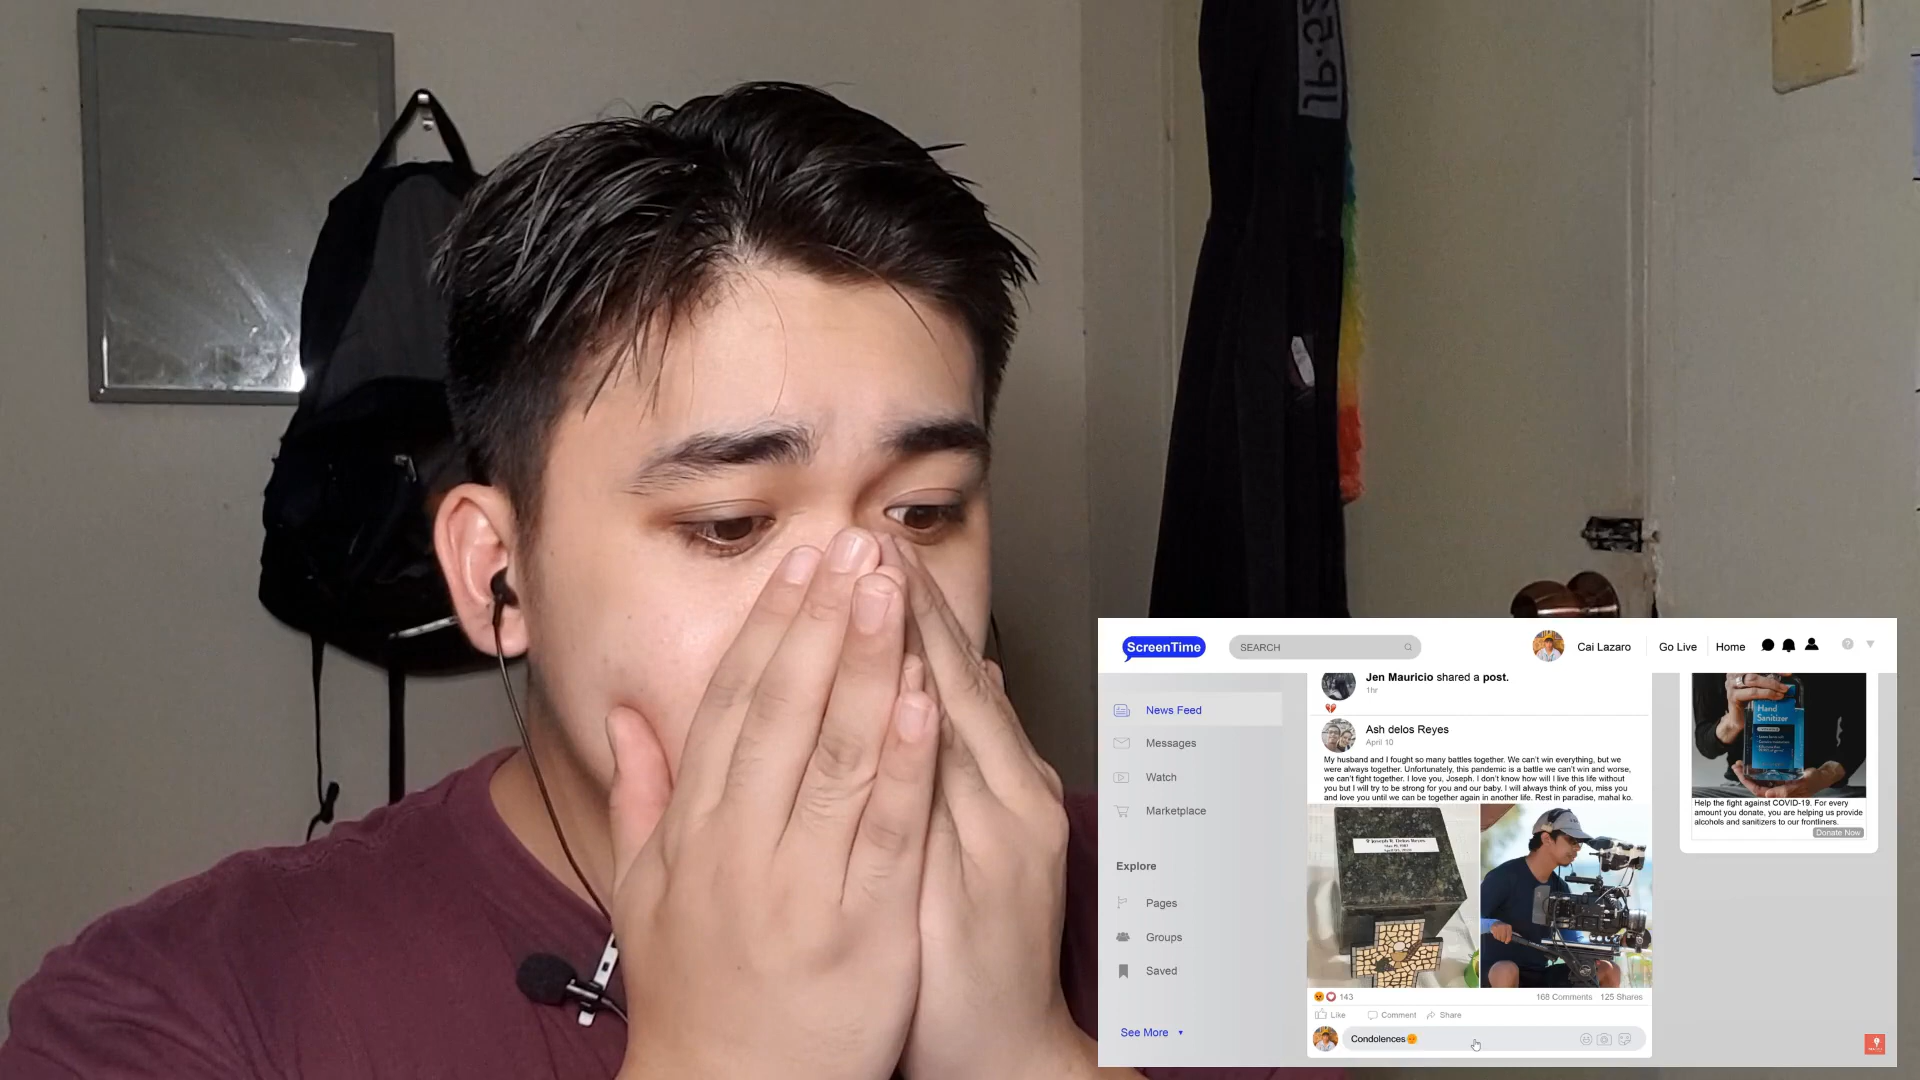 JP.52
ScreenTime
SEARCH
Cai Lazaro
Go Live
Home
News Feed
Messages
Watch
Marketplace
Explore
Pages
Groups
Saved
See More
Jen Mauricio shared a post.
1hr
Ash delos Reyes
April 10
My husband and I fought so many battles together. We can't win everything, but we
were always together. Unfortunately, this pandemic is a battle we can't win and worse,
we can't fight together. I love you, Joseph. I don't know how will I live this life without
you but I will try to be strong for you and our baby. I will always think of you, miss you
and love you until we can be together again in another life. Rest in paradise, mahal ko.
143
168 Comments 125 Shares
Like
Comment
Share
Condolences
Hand
Sanitizer
Help the fight against COVID-19. For every
amount you donate, you are helping us provide
alcohols and sanitizers to our frontliners.
Donate Now